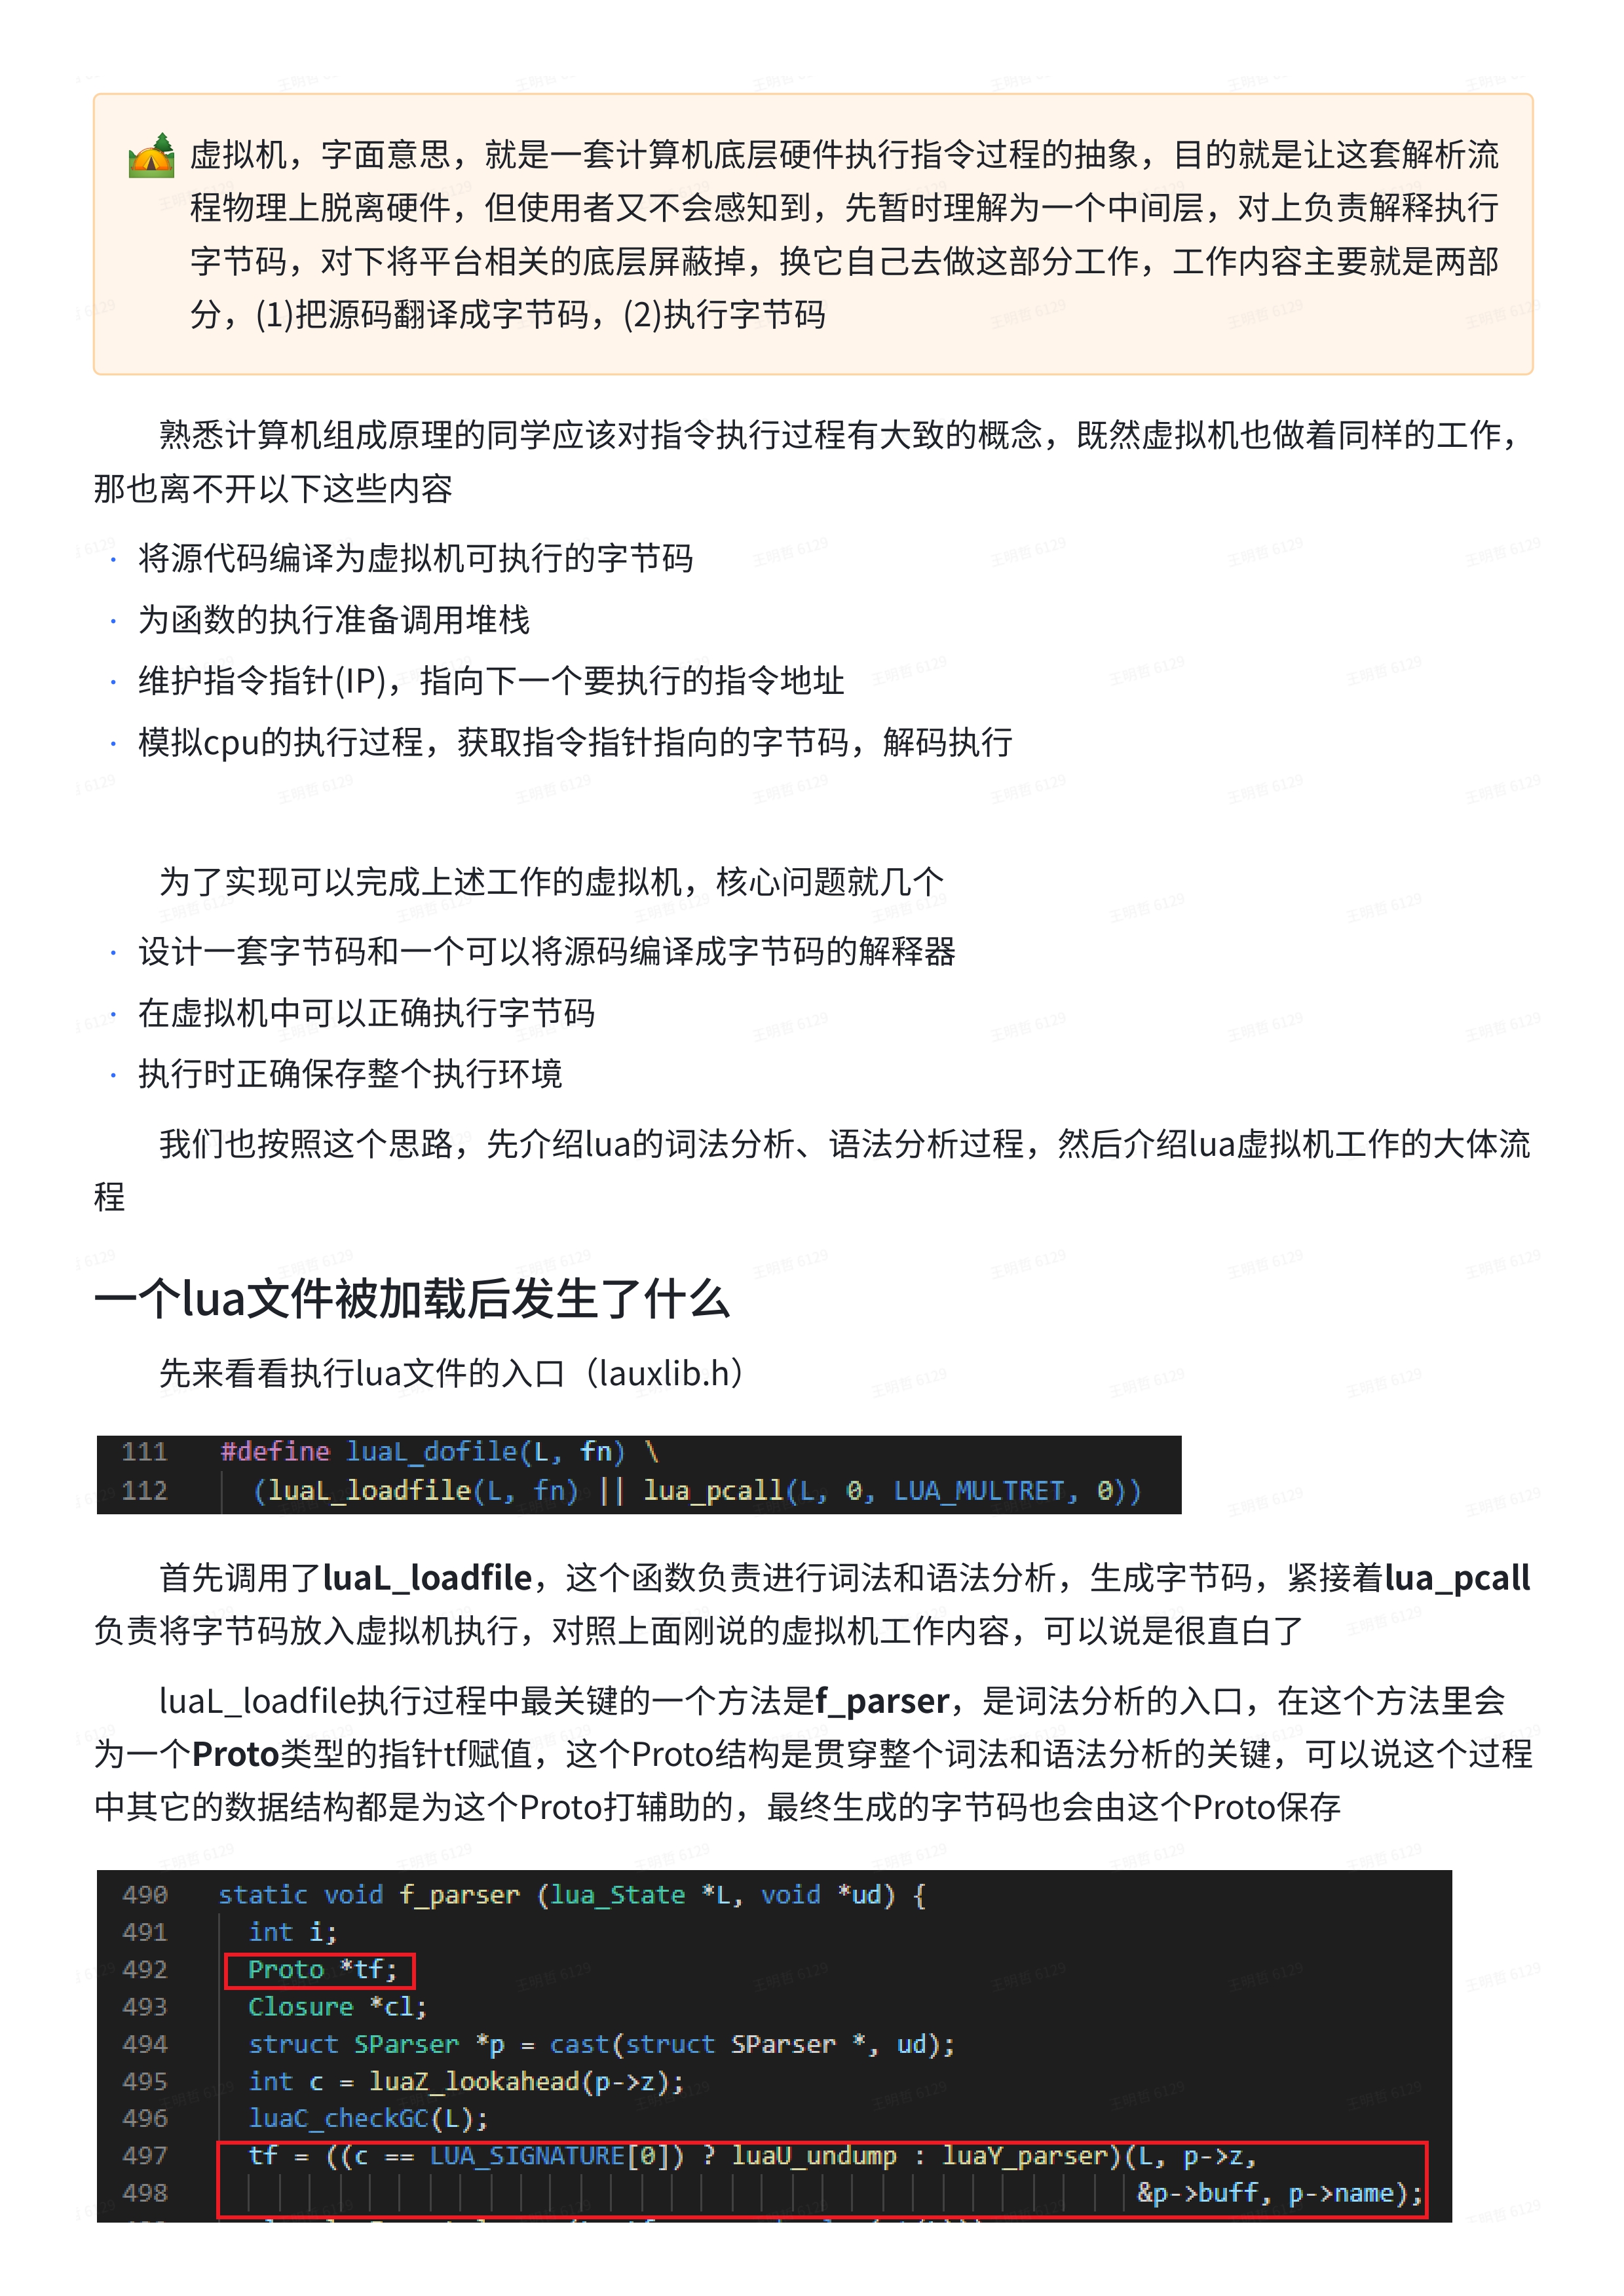 虚拟机，字面意思，就是一套计算机底层硬件执行指令过程的抽象，目的就是让这套解析流
程物理上脱离硬件，但使用者又不会感知到，先暂时理解为一个中间层，对上负责解释执行
字节码，对下将平台相关的底层屏蔽掉，换它自己去做这部分工作，工作内容主要就是两部
分，(1)把源码翻译成字节码，(2)执行字节码
熟悉计算机组成原理的同学应该对指令执行过程有大致的概念，既然虚拟机也做着同样的工作，
那也离不开以下这些内容
· 将源代码编译为虚拟机可执行的字节码
· 为函数的执行准备调用堆栈
· 维护指令指针(IP)，指向下一个要执行的指令地址
· 模拟cpu的执行过程，获取指令指针指向的字节码，解码执行
为了实现可以完成上述工作的虚拟机，核心问题就几个
· 设计一套字节码和一个可以将源码编译成字节码的解释器
· 在虚拟机中可以正确执行字节码
· 执行时正确保存整个执行环境
我们也按照这个思路，先介绍lua的词法分析、语法分析过程，然后介绍lua虚拟机工作的大体流
程
一个lua文件被加载后发生了什么
先来看看执行lua文件的入口（lauxlib.h）
111 #define luaL_dofile(L, fn) \
112 (luaL_loadfile(L, fn) || lua_pcall(L, 0, LUA_MULTRET, 0))
首先调用了luaL_loadfile，这个函数负责进行词法和语法分析，生成字节码，紧接着lua_pcall
负责将字节码放入虚拟机执行，对照上面刚说的虚拟机工作内容，可以说是很直白了
luaL_loadfile执行过程中最关键的一个方法是f_parser，是词法分析的入口，在这个方法里会
为一个Proto类型的指针tf赋值，这个Proto结构是贯穿整个词法和语法分析的关键，可以说这个过程
中其它的数据结构都是为这个Proto打辅助的，最终生成的字节码也会由这个Proto保存
490 static void f_parser (lua_State *L, void *ud) {
491 int i;
492 Proto *tf;
493 Closure *cl;
494 struct SParser *p = cast(struct SParser *, ud);
495 int c = luaZ_lookahead(p->z);
496 luaC_checkGC(L);
497 tf = ((c == LUA_SIGNATURE[0]) ? luaU_undump : luaY_parser)(L, p->z,
498 &p->buff, p->name);
王明哲 6129